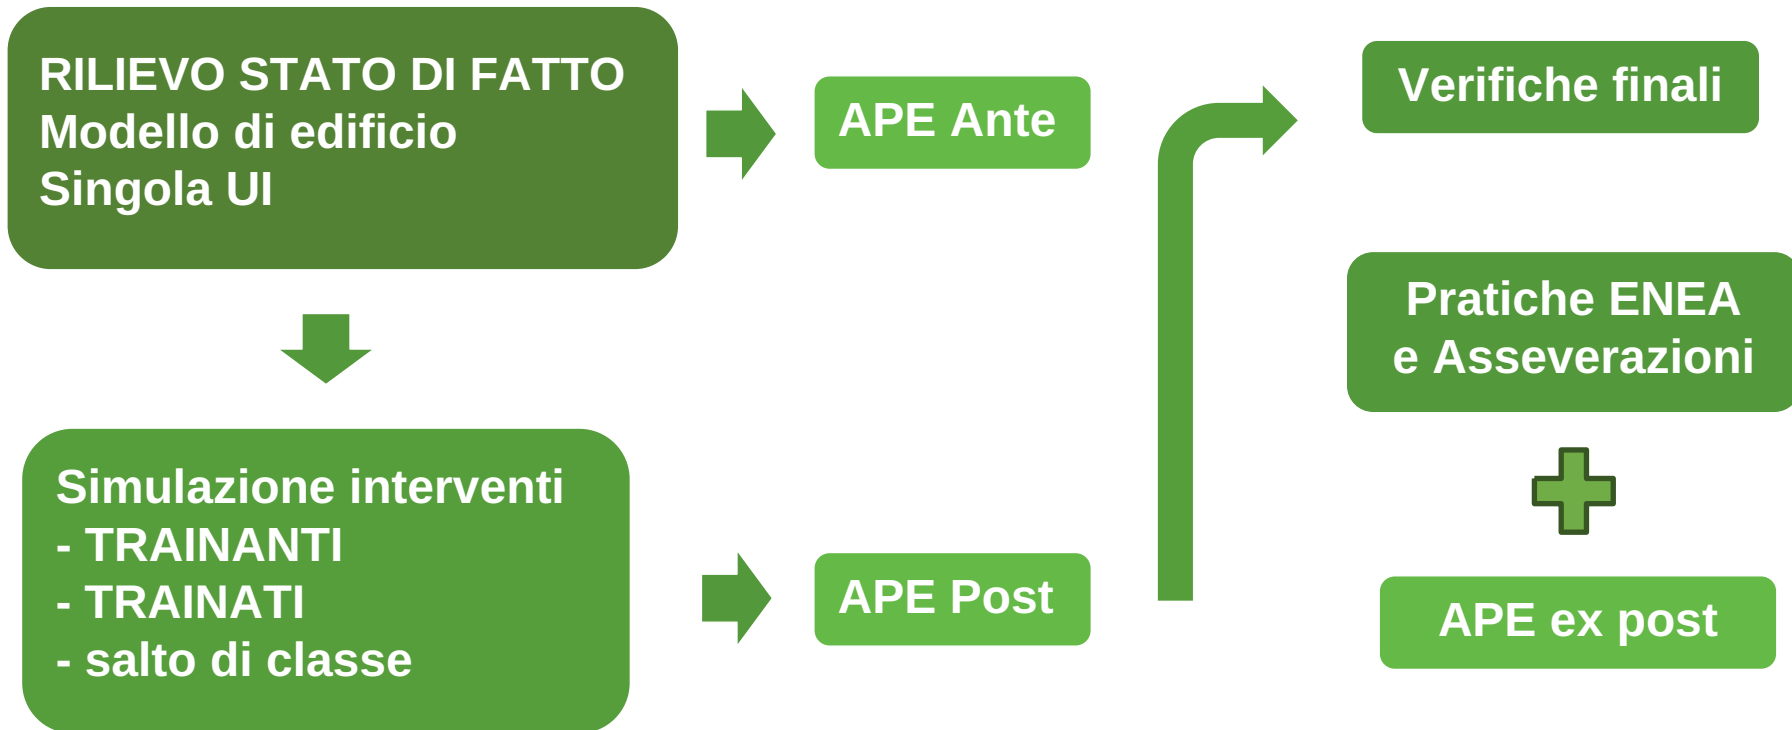 RILIEVO STATO DI FATTO
Modello di edificio
Singola UI
APE Ante
Simulazione interventi
- TRAINANTI
- TRAINATI
- salto di classe
APE Post
Verifiche finali
Pratiche ENEA
e Asseverazioni
APE ex post